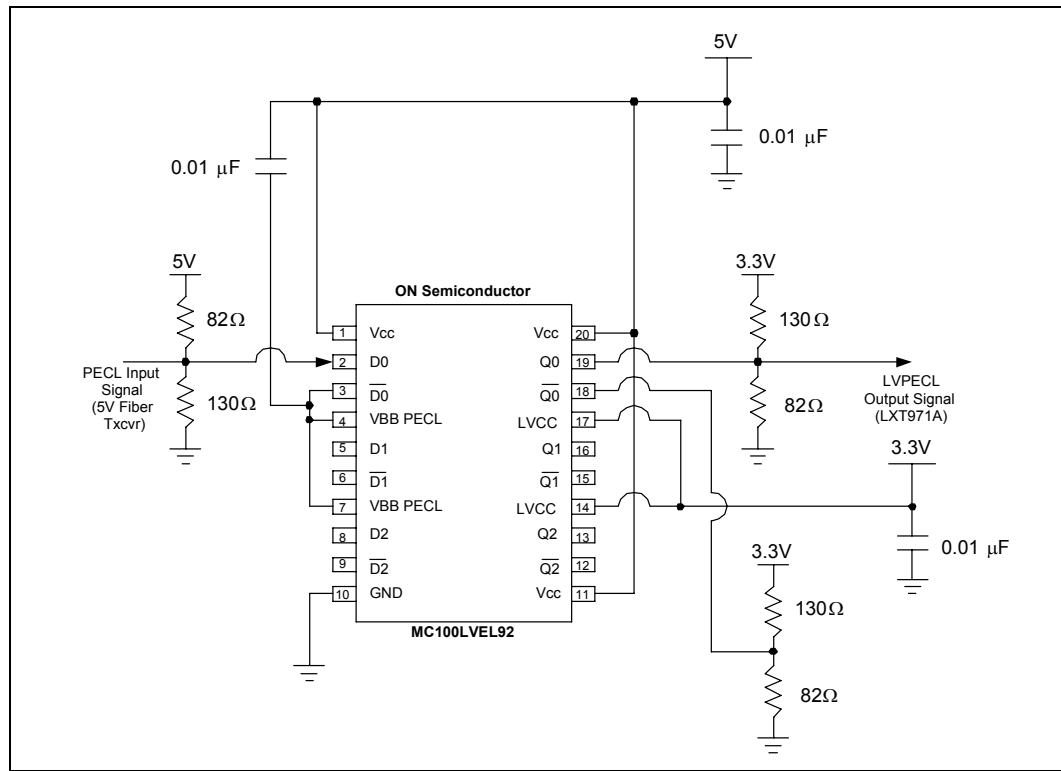 5V
0.01 µF
0.01 µF
5V
3.3V
ON Semiconductor
82Ω
130Ω
1 Vcc
Vcc 20
PECL Input
Signal
(5V Fiber
Txcvr)
2 D0
Q0 19
LVPECL
Output Signal
(LXT971A)
3 D0
Q0 18
130Ω
82Ω
4 VBB PECL
LVCC 17
5 D1
Q1 16
3.3V
6 D1
Q1 15
7 VBB PECL
LVCC 14
8 D2
Q2 13
0.01 µF
3.3V
9 D2
Q2 12
10 GND
Vcc 11
130Ω
MC100LVEL92
82Ω